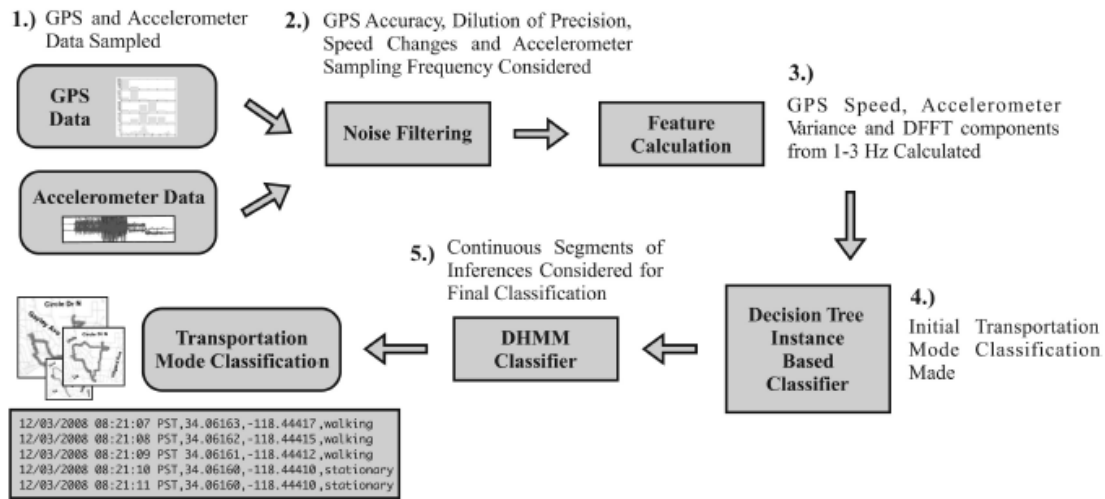 1.) GPS and Accelerometer
Data Sampled
2.) GPS Accuracy, Dilution of Precision,
Speed Changes and Accelerometer
Sampling Frequency Considered
GPS
Data
Accelerometer Data
Noise Filtering
Feature
Calculation
3.)
GPS Speed, Accelerometer
Variance and DFFT components
from 1-3 Hz Calculated
4.)
Initial Transportation
Mode Classification
Made
Decision Tree
Instance
Based
Classifier
5.) Continuous Segments of
Inferences Considered for
Final Classification
DHMM
Classifier
Transportation
Mode Classification
Circle Dr N
Gayley Ave
Circle Dr N
12/03/2008 08:21:07 PST,34.06163,-118.44417,walking
12/03/2008 08:21:08 PST,34.06162,-118.44415,walking
12/03/2008 08:21:09 PST 34.06161,-118.44412,walking
12/03/2008 08:21:10 PST,34.06160,-118.44410,stationary
12/03/2008 08:21:11 PST,34.06160,-118.44410,stationary